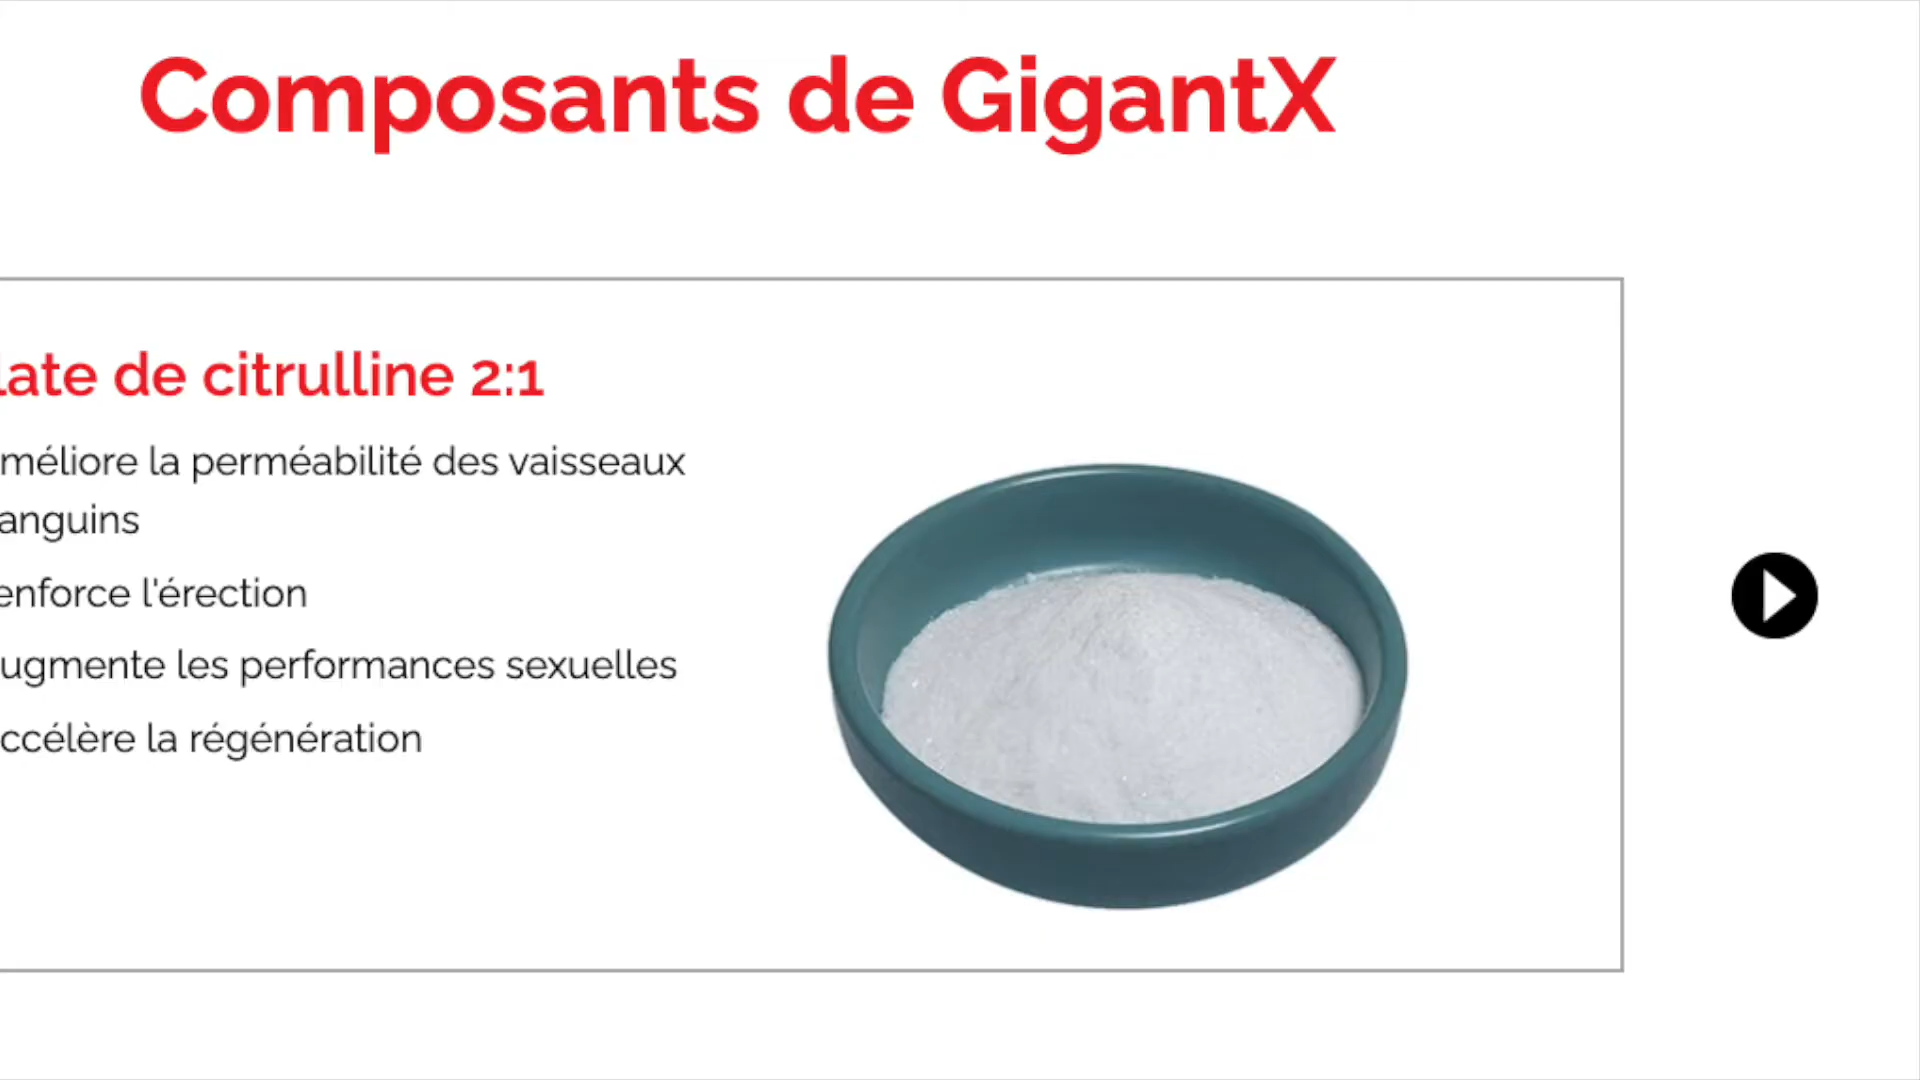 Composants de GigantX
late de citrulline 2:1
méliore la perméabilité des vaisseaux
anguins
enforce l'érection
ugmente les performances sexuelles
ccélère la régénération